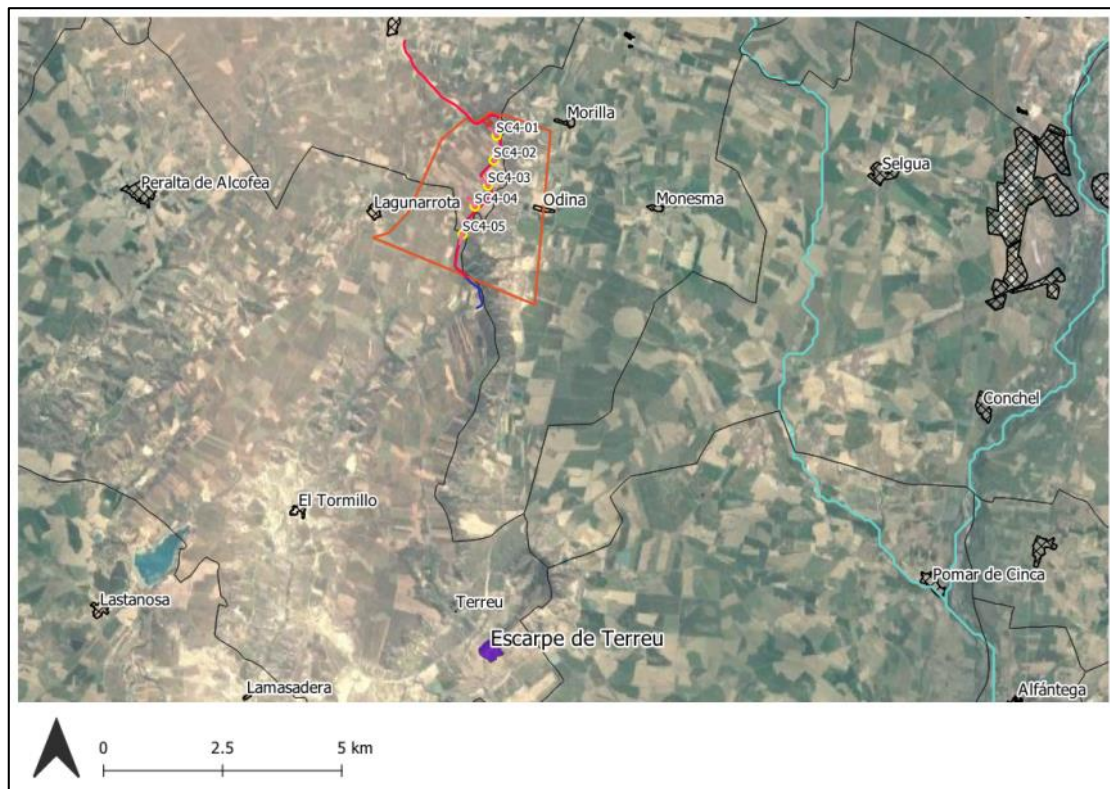 SC4-01
Morilla
SC4-02
Selgua
Peralta de Alcofea
SC4-03
SC4-04
Lagunarrota
Odina
Monesma
SC4-05
Conchel
El Tormillo
Pomar de Cinca
Lastanosa
Terreu
Escarpe de Terreu
Lamasadera
Alfántega
0 2.5 5 km